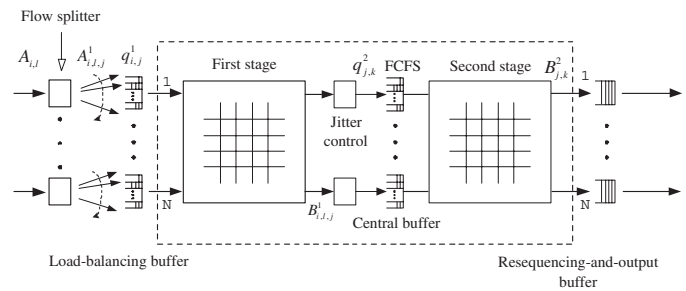 Flow splitter
A_{i,l} A^1_{i,l,j} q^1_{i,j}
First stage
q^2_{j,k} FCFS
Second stage
B^2_{j,k}
1
1
Jitter
control
N
N
B^1_{i,l,j}
Central buffer
Load-balancing buffer
Resequencing-and-output
buffer